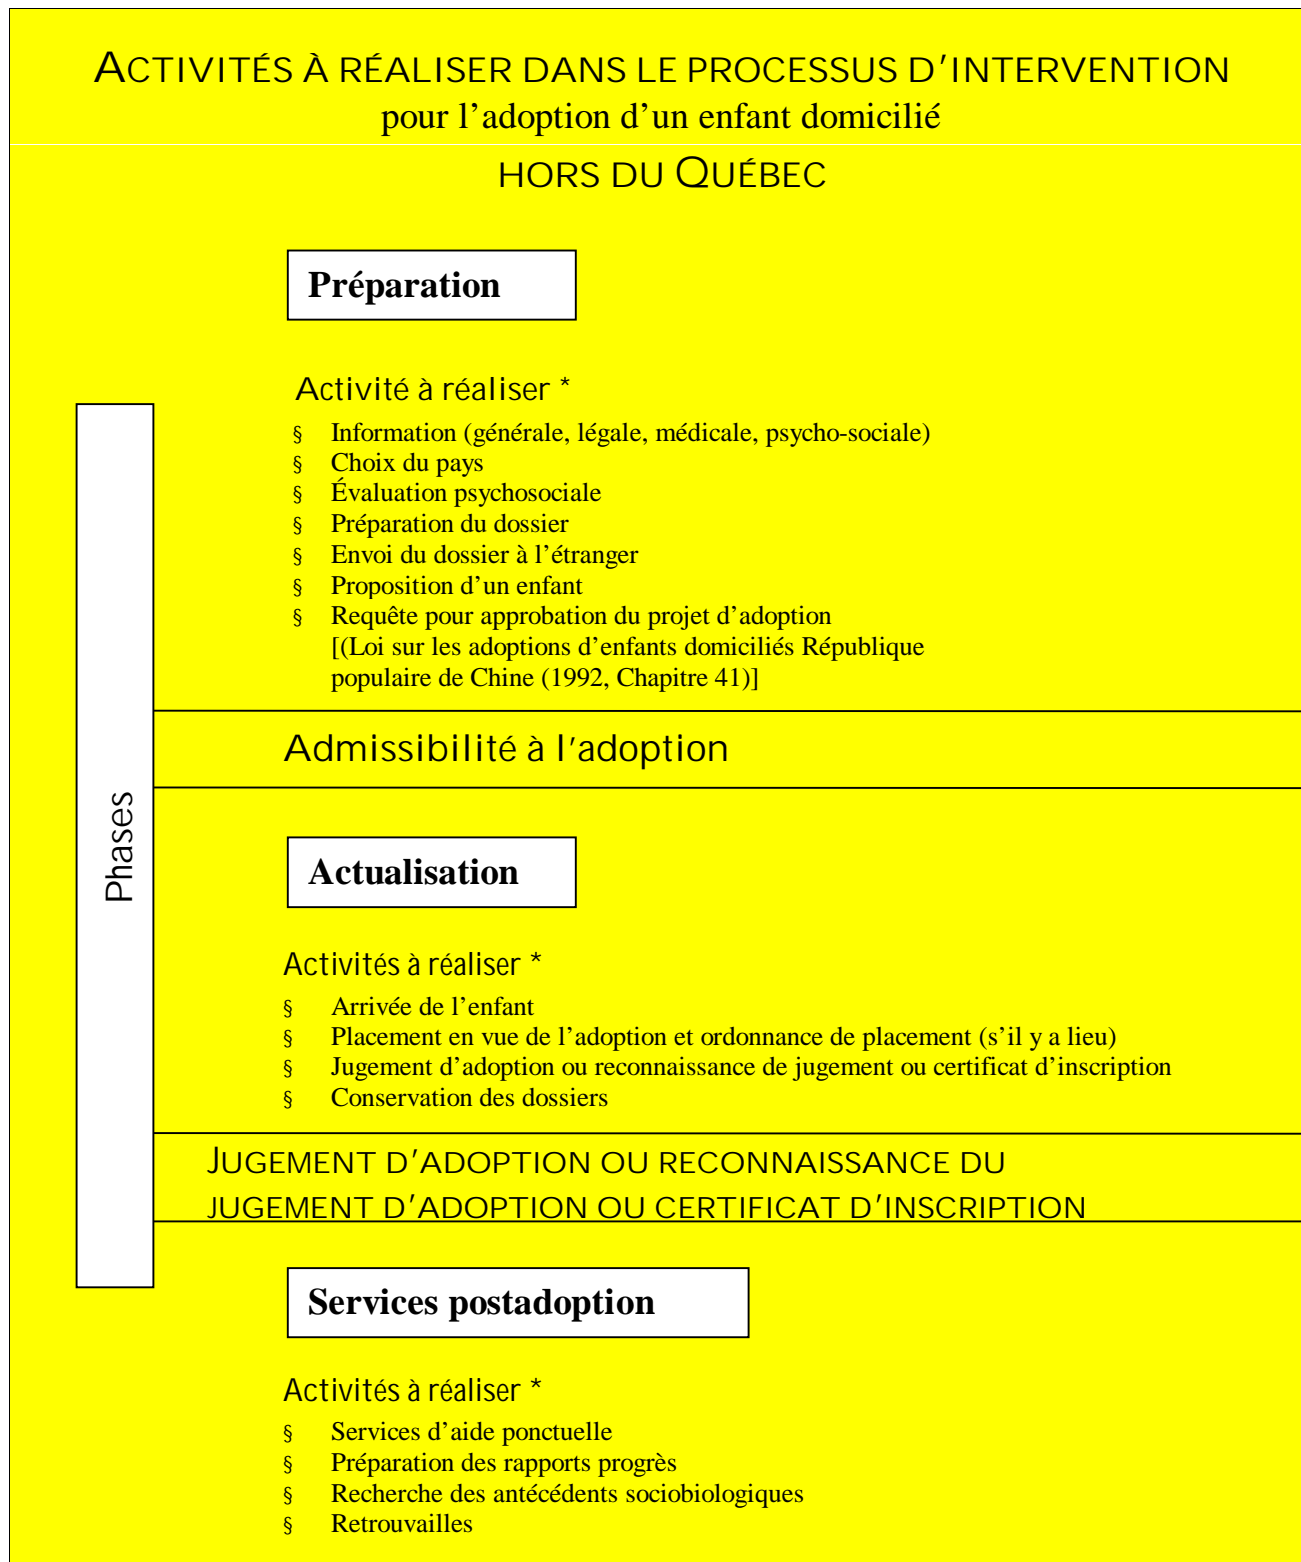 ACTIVITÉS À RÉALISER DANS LE PROCESSUS D'INTERVENTION
pour l'adoption d'un enfant domicilié
HORS DU QUÉBEC
Préparation
Activité à réaliser *
§ Information (générale, légale, médicale, psycho-sociale)
§ Choix du pays
§ Évaluation psychosociale
§ Préparation du dossier
§ Envoi du dossier à l'étranger
§ Proposition d'un enfant
§ Requête pour approbation du projet d'adoption
[(Loi sur les adoptions d'enfants domiciliés République
populaire de Chine (1992, Chapitre 41)]
Admissibilité à l'adoption
Phases
Actualisation
Activités à réaliser *
§ Arrivée de l'enfant
§ Placement en vue de l'adoption et ordonnance de placement (s'il y a lieu)
§ Jugement d'adoption ou reconnaissance de jugement ou certificat d'inscription
§ Conservation des dossiers
JUGEMENT D'ADOPTION OU RECONNAISSANCE DU
JUGEMENT D'ADOPTION OU CERTIFICAT D'INSCRIPTION
Services postadoption
Activités à réaliser *
§ Services d'aide ponctuelle
§ Préparation des rapports progrès
§ Recherche des antécédents sociobiologiques
§ Retrouvailles